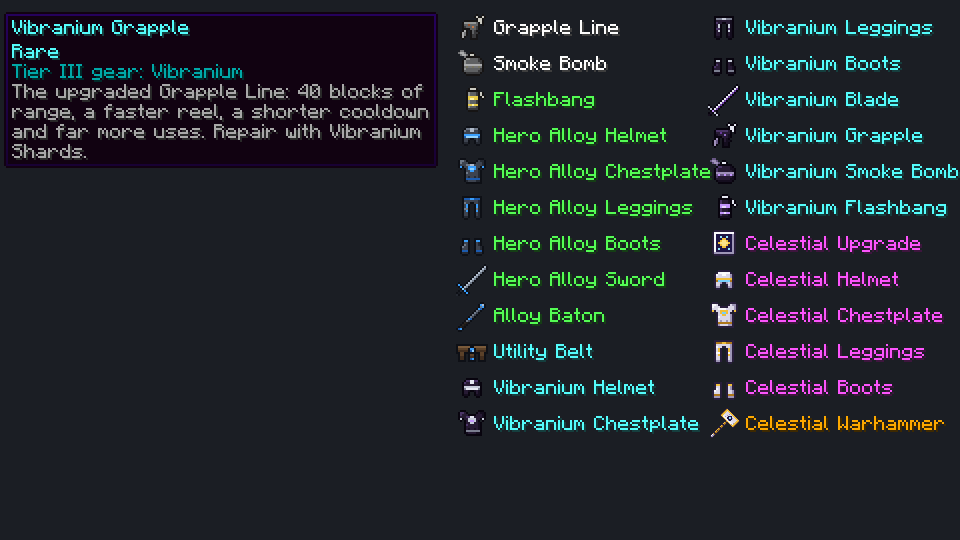 Vibranium Grapple
Rare
Tier III gear: Vibranium
The upgraded Grapple Line: 40 blocks of
range, a faster reel, a shorter cooldown
and far more uses. Repair with Vibranium
Shards.
Grapple Line
Smoke Bomb
Flashbang
Hero Alloy Helmet
Hero Alloy Chestplate
Hero Alloy Leggings
Hero Alloy Boots
Hero Alloy Sword
Alloy Baton
Utility Belt
Vibranium Helmet
Vibranium Chestplate
Vibranium Leggings
Vibranium Boots
Vibranium Blade
Vibranium Grapple
Vibranium Smoke Bomb
Vibranium Flashbang
Celestial Upgrade
Celestial Helmet
Celestial Chestplate
Celestial Leggings
Celestial Boots
Celestial Warhammer